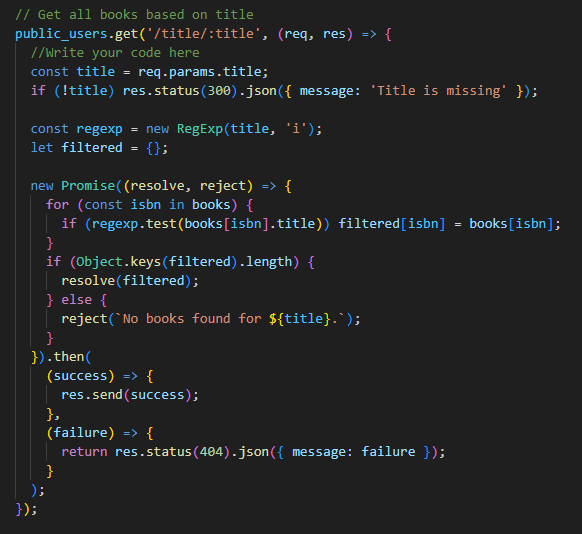 // Get all books based on title
public_users.get('/title/:title', (req, res) => {
  //Write your code here
  const title = req.params.title;
  if (!title) res.status(300).json({ message: 'Title is missing' });

  const regexp = new RegExp(title, 'i');
  let filtered = {};

  new Promise((resolve, reject) => {
    for (const isbn in books) {
      if (regexp.test(books[isbn].title)) filtered[isbn] = books[isbn];
    }
    if (Object.keys(filtered).length) {
      resolve(filtered);
    } else {
      reject(`No books found for ${title}.`);
    }
  }).then(
    (success) => {
      res.send(success);
    },
    (failure) => {
      return res.status(404).json({ message: failure });
    }
  );
});